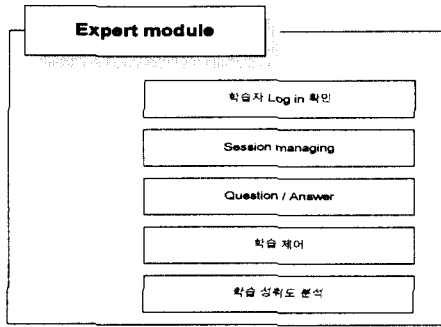 Expert module
학습자 Log in 확인
Session managing
Question / Answer
학습 제어
학습 성취도 분석